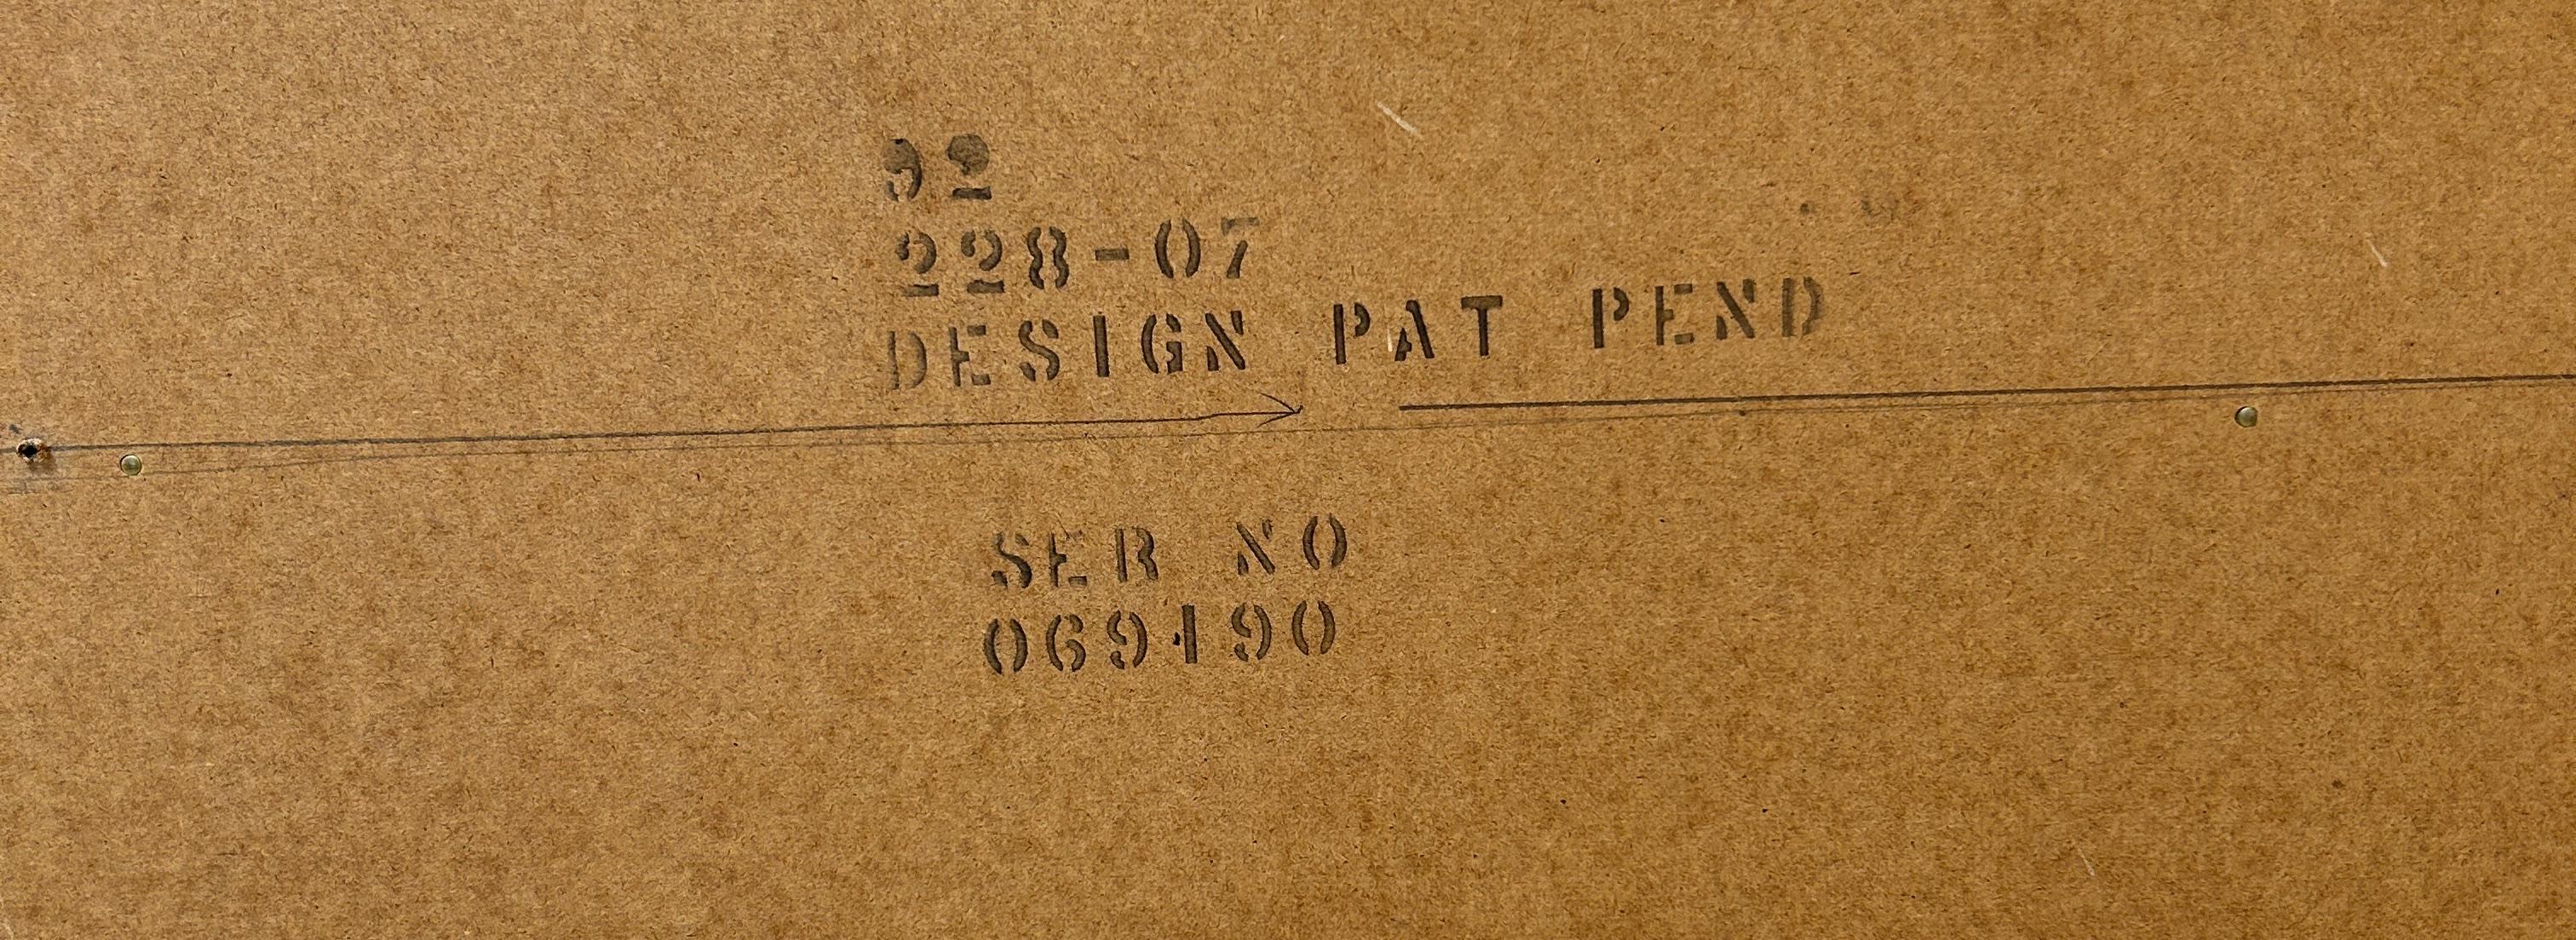 92
228-07
DESIGN PAT PEND
SER NO
069190